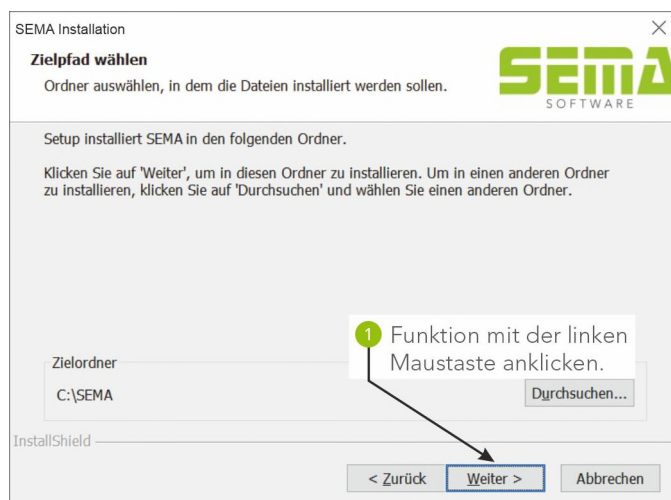 SEMA Installation
Zielpfad wählen
Ordner auswählen, in dem die Dateien installiert werden sollen.
SEMA
SOFTWARE
Setup installiert SEMA in den folgenden Ordner.
Klicken Sie auf 'Weiter', um in diesen Ordner zu installieren. Um in einen anderen Ordner
zu installieren, klicken Sie auf 'Durchsuchen' und wählen Sie einen anderen Ordner.
1 Funktion mit der linken
Maustaste anklicken.
Zielordner
C:\SEMA
Durchsuchen...
InstallShield
< Zurück
Weiter >
Abbrechen